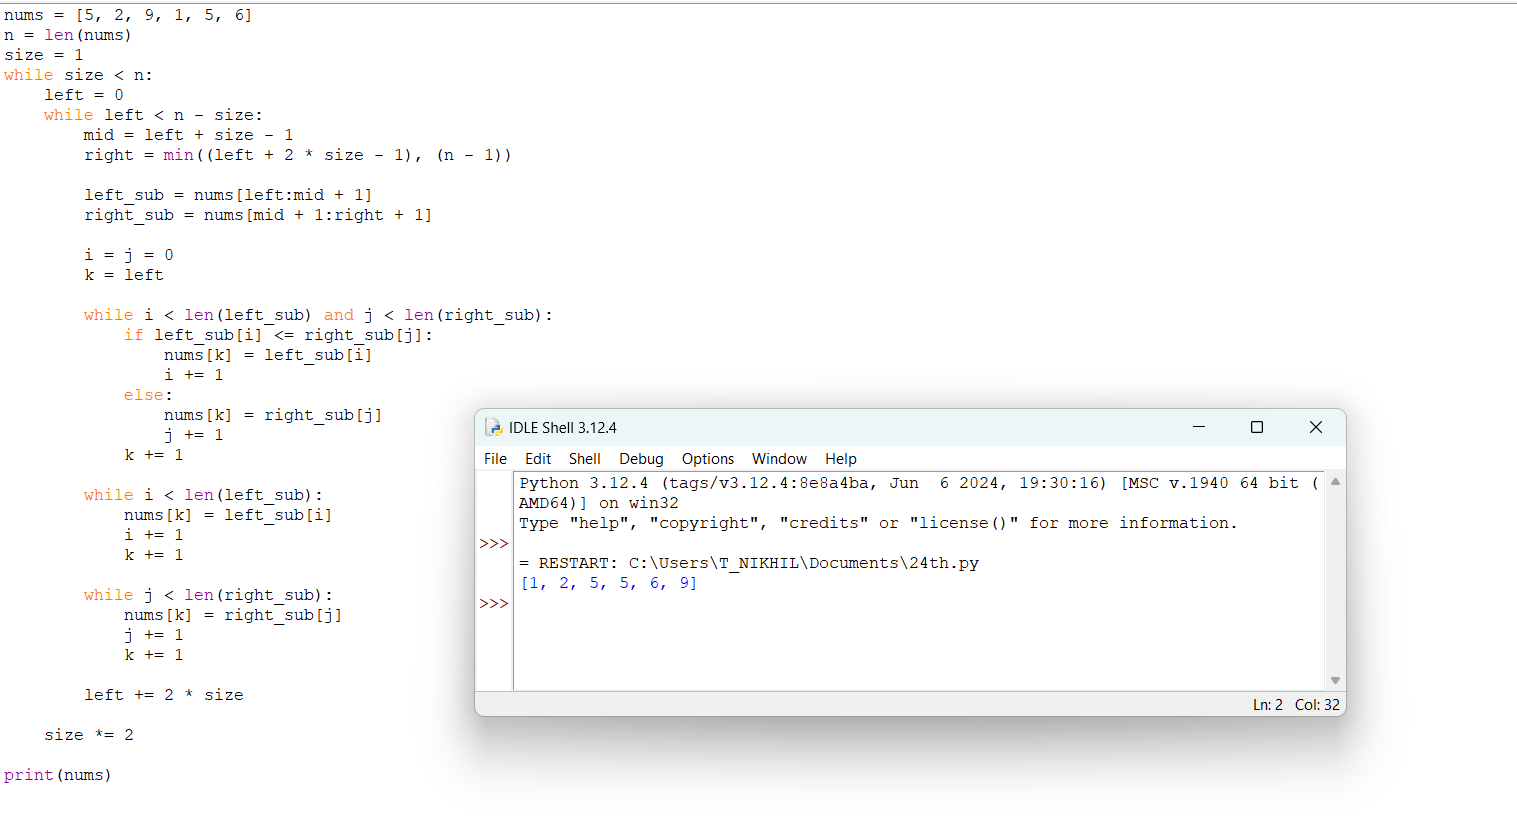 nums = [5, 2, 9, 1, 5, 6]
n = len(nums)
size = 1
while size < n:
    left = 0
    while left < n - size:
        mid = left + size - 1
        right = min((left + 2 * size - 1), (n - 1))

        left_sub = nums[left:mid + 1]
        right_sub = nums[mid + 1:right + 1]

        i = j = 0
        k = left

        while i < len(left_sub) and j < len(right_sub):
            if left_sub[i] <= right_sub[j]:
                nums[k] = left_sub[i]
                i += 1
            else:
                nums[k] = right_sub[j]
                j += 1
            k += 1

        while i < len(left_sub):
            nums[k] = left_sub[i]
            i += 1
            k += 1

        while j < len(right_sub):
            nums[k] = right_sub[j]
            j += 1
            k += 1

        left += 2 * size

    size *= 2

print(nums)
IDLE Shell 3.12.4
File Edit Shell Debug Options Window Help
Python 3.12.4 (tags/v3.12.4:8e8a4ba, Jun  6 2024, 19:30:16) [MSC v.1940 64 bit (
AMD64)] on win32
Type "help", "copyright", "credits" or "license()" for more information.
>>>
= RESTART: C:\Users\T_NIKHIL\Documents\24th.py
[1, 2, 5, 5, 6, 9]
>>>
Ln: 2 Col: 32